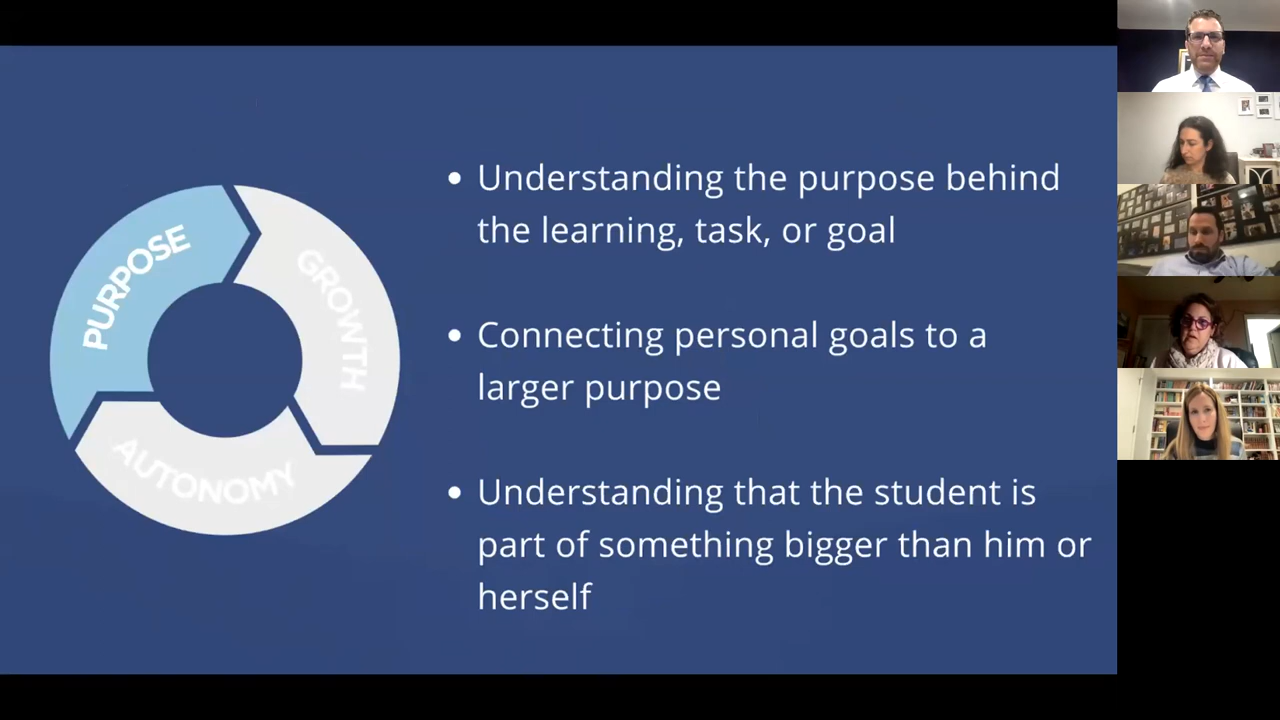 PURPOSE
GROWTH
AUTONOMY
• Understanding the purpose behind
the learning, task, or goal
• Connecting personal goals to a
larger purpose
• Understanding that the student is
part of something bigger than him or
herself